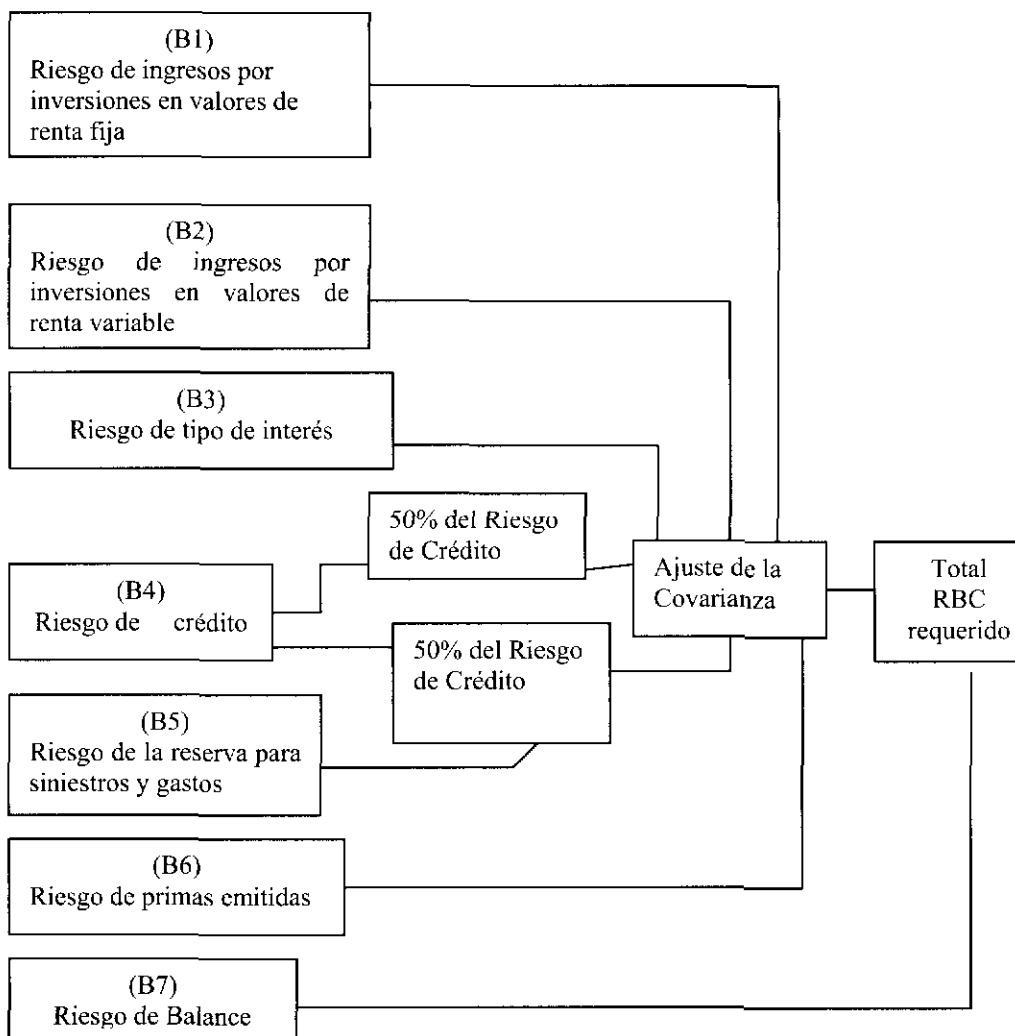 (B1)
Riesgo de ingresos por
inversiones en valores de
renta fija
(B2)
Riesgo de ingresos por
inversiones en valores de
renta variable
(B3)
Riesgo de tipo de interés
50% del Riesgo
de Crédito
(B4)
Riesgo de crédito
50% del Riesgo
de Crédito
Ajuste de la
Covarianza
Total
RBC
requerido
(B5)
Riesgo de la reserva para
siniestros y gastos
(B6)
Riesgo de primas emitidas
(B7)
Riesgo de Balance